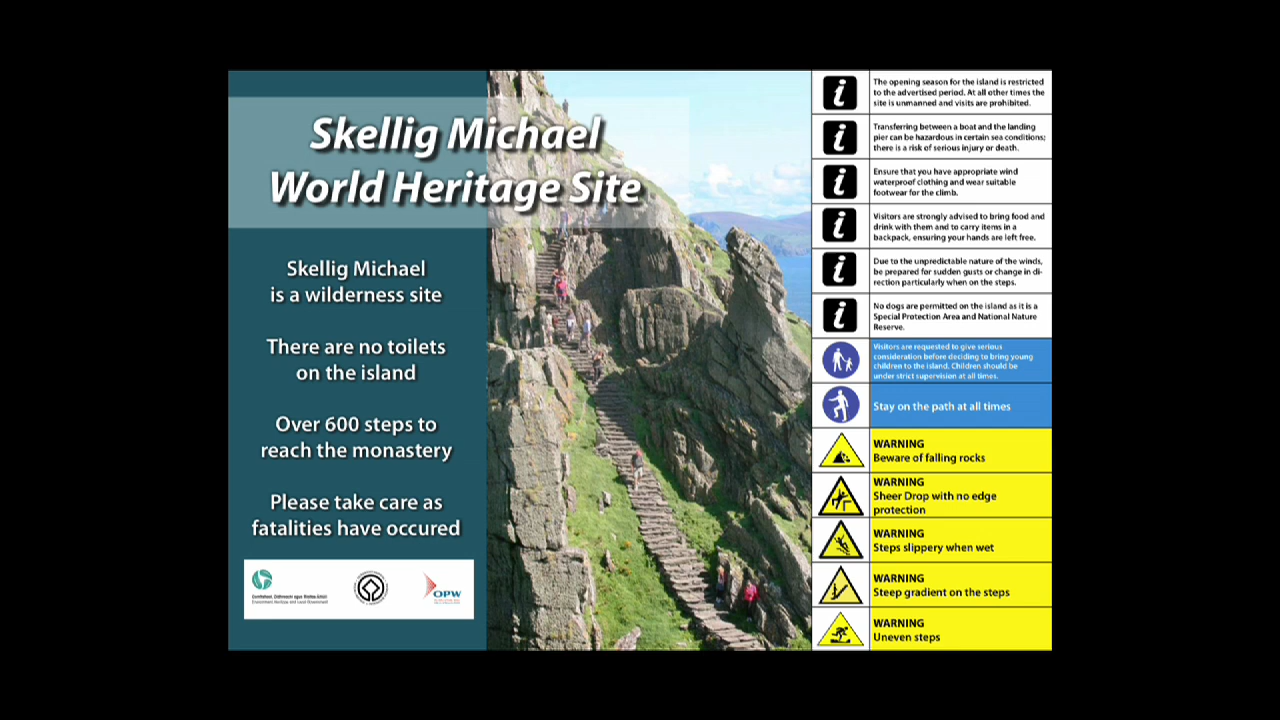 Skellig Michael
World Heritage Site
Skellig Michael
is a wilderness site
There are no toilets
on the island
Over 600 steps to
reach the monastery
Please take care as
fatalities have occured
OPW
The opening season for the island is restricted
to the advertised period. At all other times the
site is unmanned and visits are prohibited.
Transferring between a boat and the landing
pier can be hazardous in certain sea conditions;
there is a risk of serious injury or death.
Ensure that you have appropriate wind
waterproof clothing and wear suitable
footwear for the climb.
Visitors are strongly advised to bring food and
drink with them and to carry items in a
backpack, ensuring your hands are left free.
Due to the unpredictable nature of the winds,
be prepared for sudden gusts or change in di-
rection particularly when on the steps.
No dogs are permitted on the island as it is a
Special Protection Area and National Nature
Reserve.
Visitors are requested to give serious
consideration before deciding to bring young
children to the island. Children should be
under strict supervision at all times.
Stay on the path at all times
WARNING
Beware of falling rocks
WARNING
Sheer Drop with no edge
protection
WARNING
Steps slippery when wet
WARNING
Steep gradient on the steps
WARNING
Uneven steps